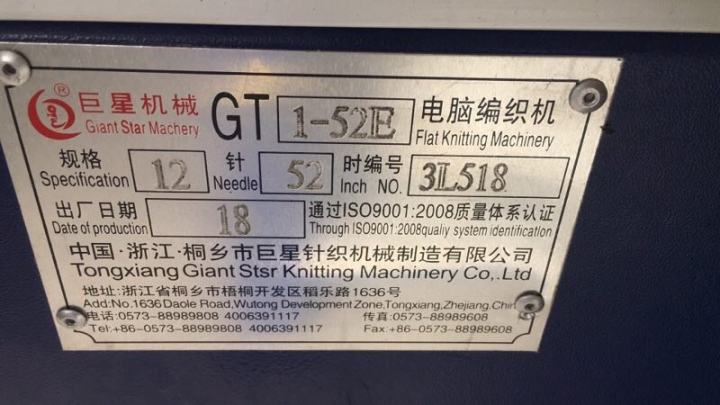 ® 巨星机械 GT 1-52E 电脑编织机
Giant Star Machery Flat Knitting Machinery
规格 12 针 52 时编号 3L518
Specification Needle Inch NO.
出厂日期 18 通过ISO9001:2008质量体系认证
Date of production Through ISO9001:2008qualiy system identification
中国·浙江·桐乡市巨星针织机械制造有限公司
Tongxiang Giant Stsr Knitting Machinery Co,.Ltd
地址:浙江省桐乡市梧桐开发区稻乐路1636号
Add:No.1636 Daole Road,Wutong Development Zone,Tongxiang,Zhejiang.
电话:0573-88989808 4006391117 传真:0573-88989608
Tel:+86-0573-88989808 4006391117 Fax:+86-0573-88989608